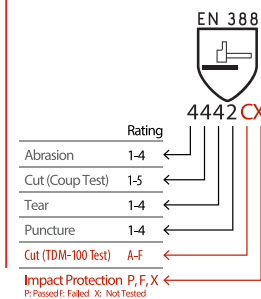 EN 388
4442CX
Rating
Abrasion 1-4
Cut (Coup Test) 1-5
Tear 1-4
Puncture 1-4
Cut (TDM-100 Test) A-F
Impact Protection P, F, X
P: Passed F: Failed X: Not Tested